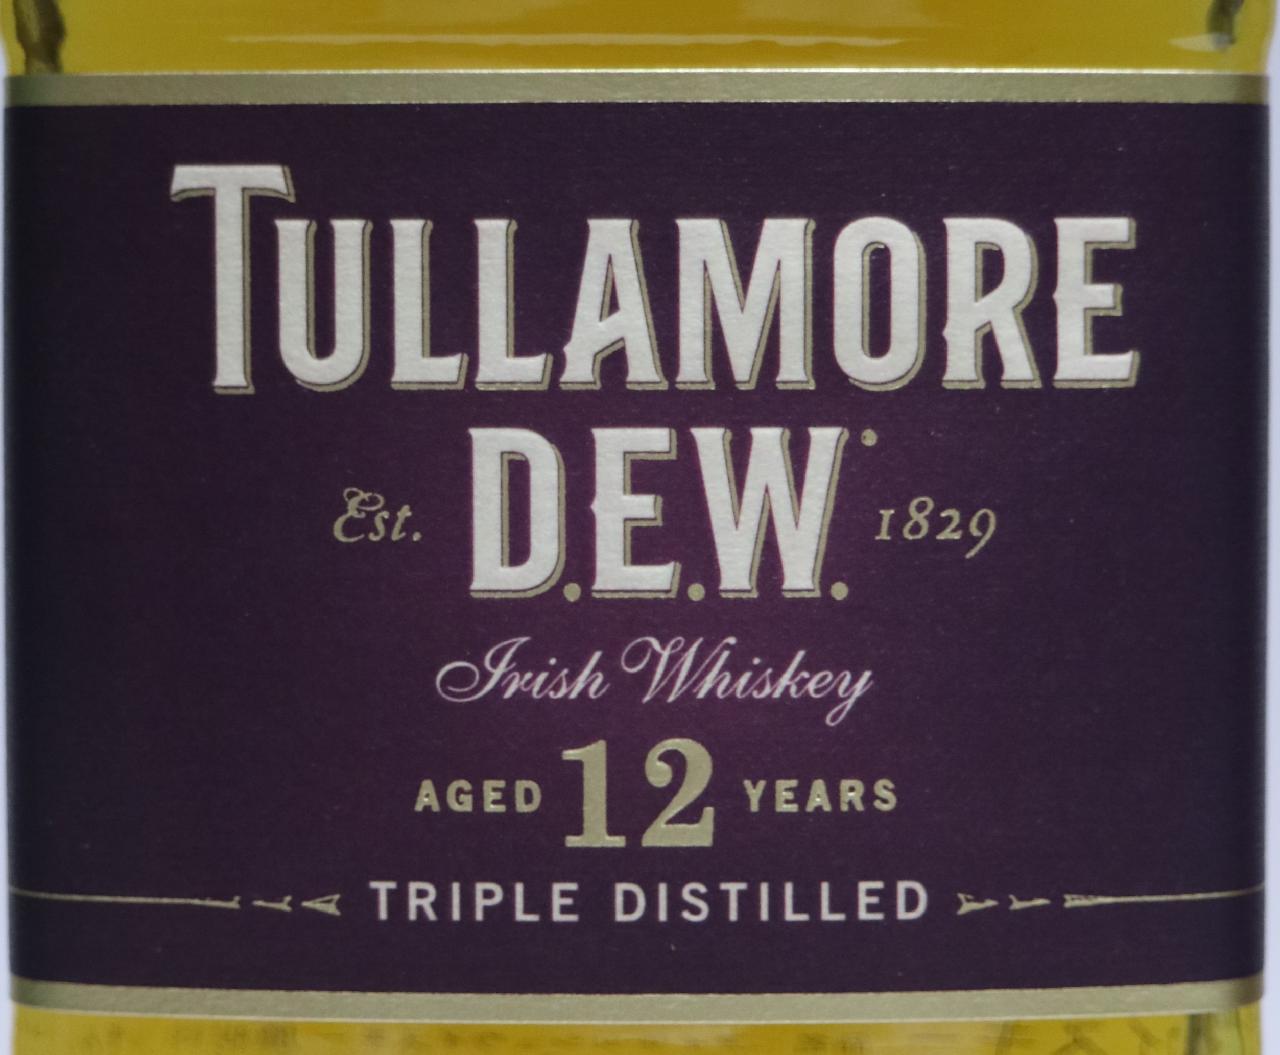 TULLAMORE
D.E.W.
Est. 1829
Irish Whiskey
AGED 12 YEARS
TRIPLE DISTILLED